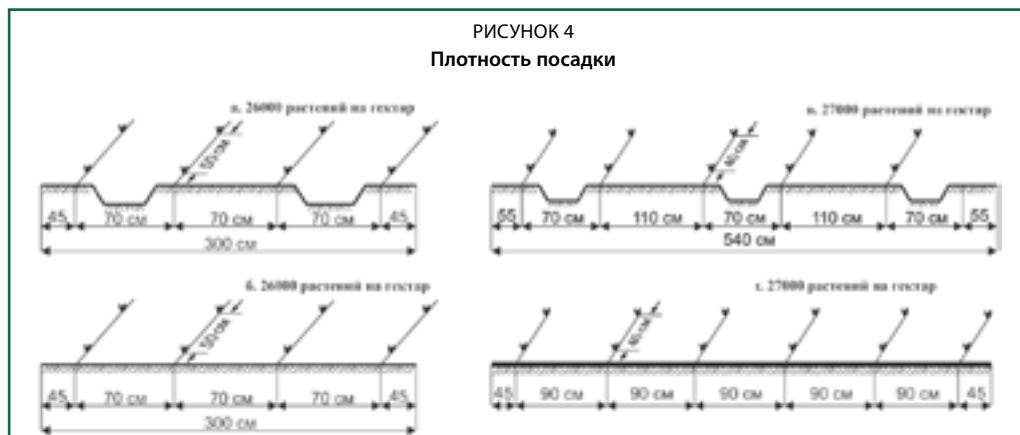 РИСУНОК 4
Плотность посадки
а. 26000 растений на гектар
50 см
45 70 см 70 см 70 см 45
300 см
в. 27000 растений на гектар
40 см
55 70 см 110 см 70 см 110 см 70 см 55
540 см
б. 26000 растений на гектар
50 см
45 70 см 70 см 70 см 45
300 см
г. 27000 растений на гектар
40 см
45 90 см 90 см 90 см 90 см 90 см 45